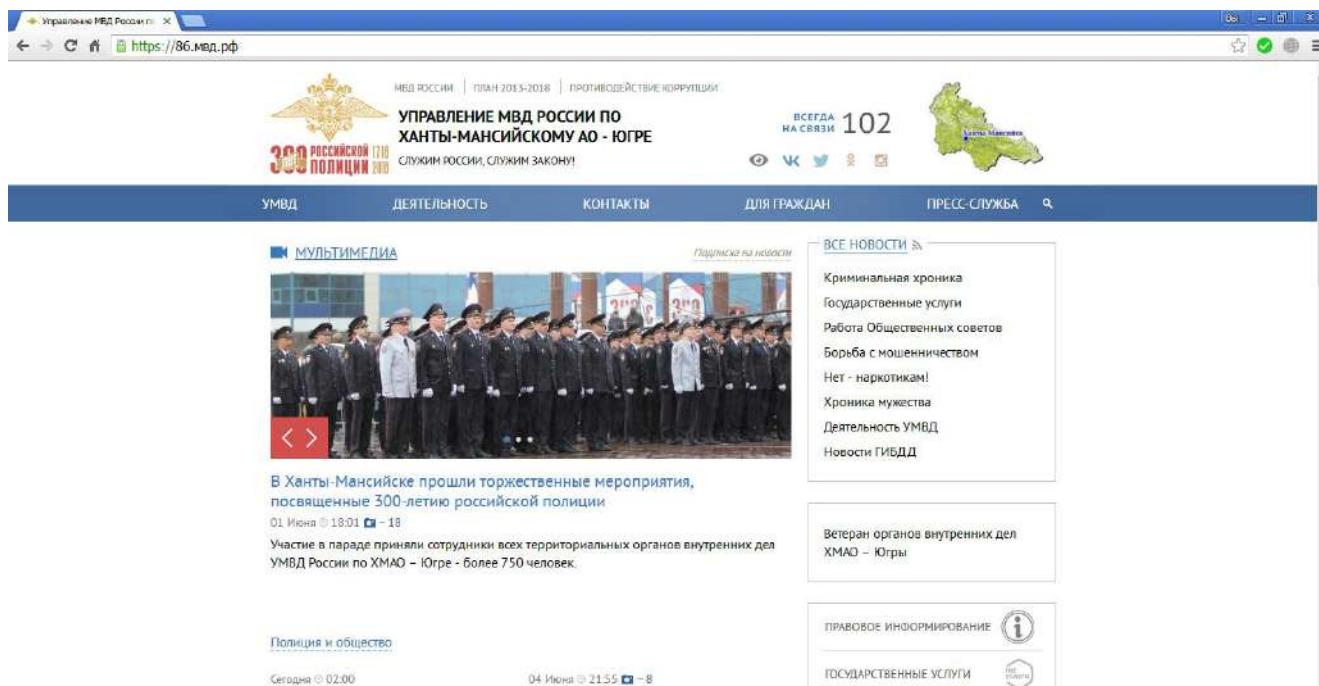 Управление МВД России п
https://86.мвд.рф
МВД РОССИИ | ПЛАН 2013-2018 | ПРОТИВОДЕЙСТВИЕ КОРРУПЦИИ
УПРАВЛЕНИЕ МВД РОССИИ ПО
ХАНТЫ-МАНСИЙСКОМУ АО - ЮГРЕ
СЛУЖИМ РОССИИ, СЛУЖИМ ЗАКОНУ!
300 РОССИЙСКОЙ ПОЛИЦИИ 1718 2018
ВСЕГДА
НА СВЯЗИ 102
Ханты-Мансийск
УМВД ДЕЯТЕЛЬНОСТЬ КОНТАКТЫ ДЛЯ ГРАЖДАН ПРЕСС-СЛУЖБА
МУЛЬТИМЕДИА
Подписка на новости
300
300
В Ханты-Мансийске прошли торжественные мероприятия,
посвященные 300-летию российской полиции
01 Июня 18:01 – 18
Участие в параде приняли сотрудники всех территориальных органов внутренних дел
УМВД России по ХМАО – Югре - более 750 человек.
Полиция и общество
Сегодня 02:00
04 Июня 21:55 – 8
ВСЕ НОВОСТИ
Криминальная хроника
Государственные услуги
Работа Общественных советов
Борьба с мошенничеством
Нет - наркотикам!
Хроника мужества
Деятельность УМВД
Новости ГИБДД
Ветеран органов внутренних дел
ХМАО – Югры
ПРАВОВОЕ ИНФОРМИРОВАНИЕ
ГОСУДАРСТВЕННЫЕ УСЛУГИ